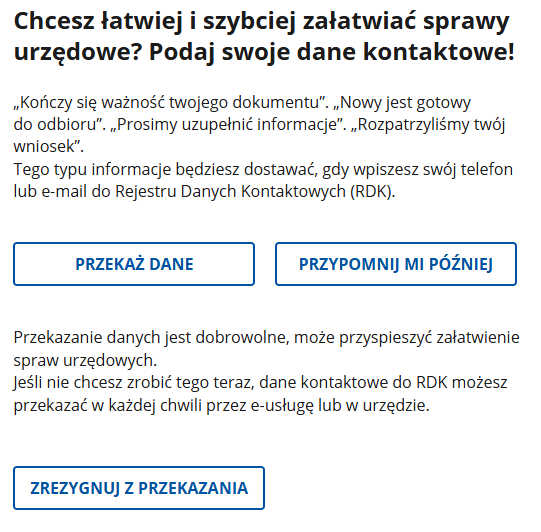 Chcesz łatwiej i szybciej załatwiać sprawy
urzędowe? Podaj swoje dane kontaktowe!
„Kończy się ważność twojego dokumentu”. „Nowy jest gotowy
do odbioru”. „Prosimy uzupełnić informacje”. „Rozpatrzyliśmy twój
wniosek”.
Tego typu informacje będziesz dostawać, gdy wpiszesz swój telefon
lub e-mail do Rejestru Danych Kontaktowych (RDK).
PRZEKAŻ DANE
PRZYPOMNIJ MI PÓŹNIEJ
Przekazanie danych jest dobrowolne, może przyspieszyć załatwienie
spraw urzędowych.
Jeśli nie chcesz zrobić tego teraz, dane kontaktowe do RDK możesz
przekazać w każdej chwili przez e-usługę lub w urzędzie.
ZREZYGNUJ Z PRZEKAZANIA